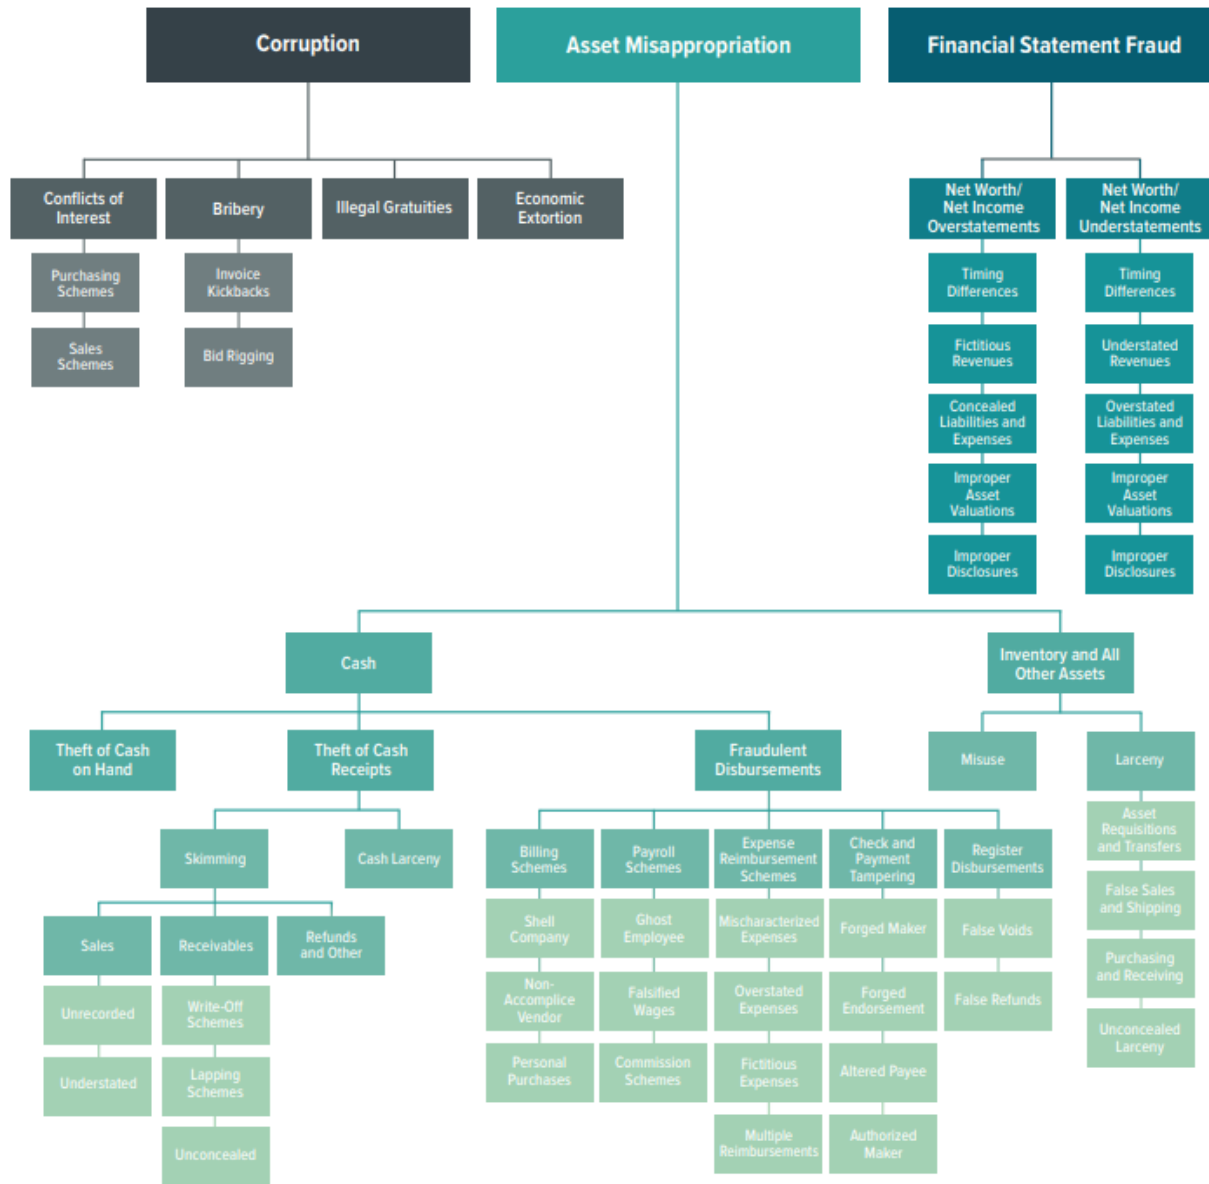 Corruption
Asset Misappropriation
Financial Statement Fraud
Conflicts of
Interest
Bribery
Illegal Gratuities
Economic
Extortion
Net Worth/
Net Income
Overstatements
Net Worth/
Net Income
Understatements
Purchasing
Schemes
Invoice
Kickbacks
Timing
Differences
Timing
Differences
Sales
Schemes
Bid Rigging
Fictitious
Revenues
Understated
Revenues
Concealed
Liabilities and
Expenses
Overstated
Liabilities and
Expenses
Improper
Asset
Valuations
Improper
Asset
Valuations
Improper
Disclosures
Improper
Disclosures
Cash
Inventory and All
Other Assets
Theft of Cash
on Hand
Theft of Cash
Receipts
Fraudulent
Disbursements
Misuse
Larceny
Skimming
Cash Larceny
Billing
Schemes
Payroll
Schemes
Expense
Reimbursement
Schemes
Check and
Payment
Tampering
Register
Disbursements
Asset
Requisitions
and Transfers
Sales
Receivables
Refunds
and Other
Shell
Company
Ghost
Employee
Mischaracterized
Expenses
Forged Maker
False Voids
False Sales
and Shipping
Unrecorded
Write-Off
Schemes
Non-
Accomplice
Vendor
Falsified
Wages
Overstated
Expenses
Forged
Endorsement
False Refunds
Purchasing
and Receiving
Understated
Lapping
Schemes
Personal
Purchases
Commission
Schemes
Fictitious
Expenses
Altered Payee
Unconcealed
Larceny
Unconcealed
Multiple
Reimbursements
Authorized
Maker